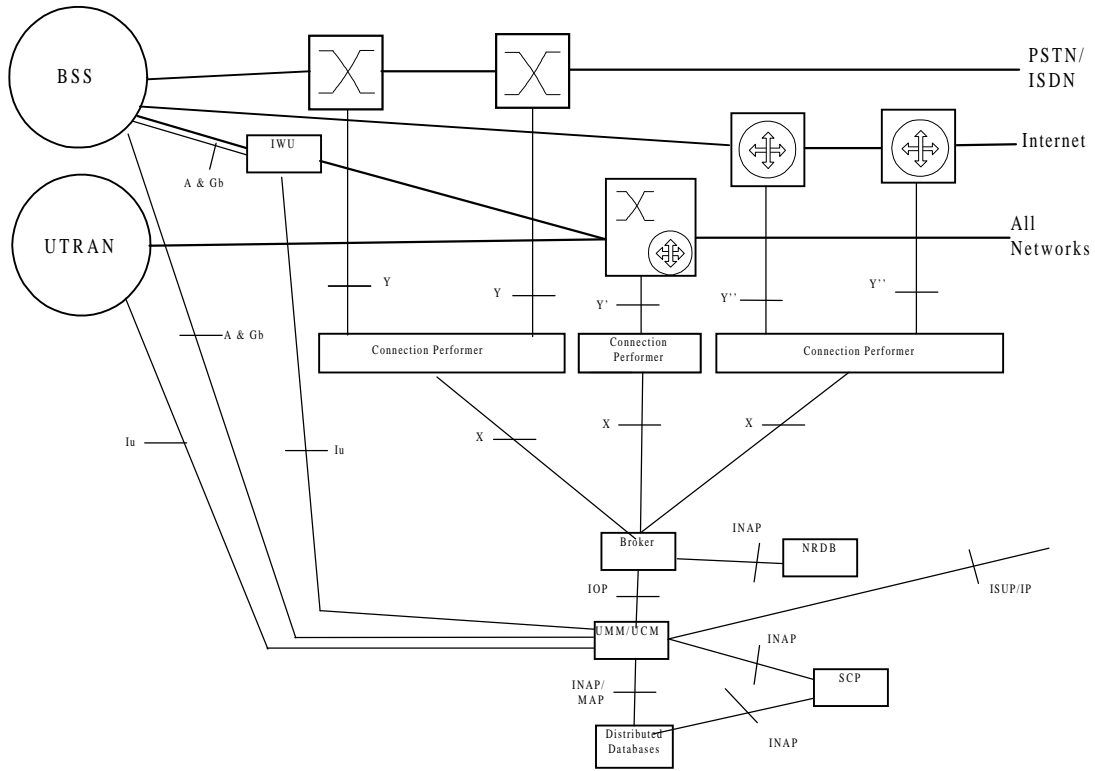 BSS
PSTN/
ISDN
IWU
Internet
A & Gb
UTRAN
All
Networks
Y
Y
Y'
Y''
Y''
A & Gb
Connection Performer
Connection
Performer
Connection Performer
Iu
Iu
X
X
X
INAP
Broker
NRDB
IOP
ISUP/IP
UMM/UCM
INAP
SCP
INAP/
MAP
Distributed
Databases
INAP